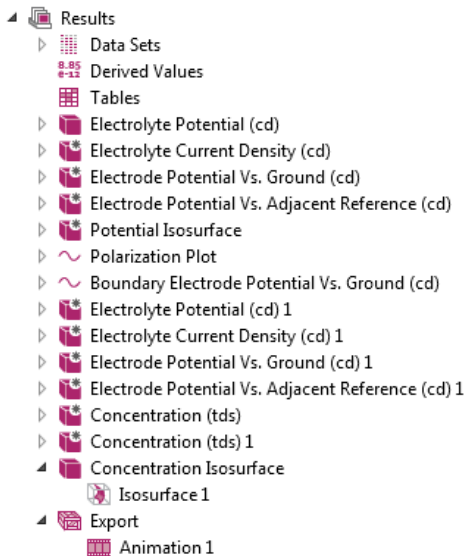 Results
Data Sets
8.85
e-12
Derived Values
Tables
Electrolyte Potential (cd)
Electrolyte Current Density (cd)
Electrode Potential Vs. Ground (cd)
Electrode Potential Vs. Adjacent Reference (cd)
Potential Isosurface
Polarization Plot
Boundary Electrode Potential Vs. Ground (cd)
Electrolyte Potential (cd) 1
Electrolyte Current Density (cd) 1
Electrode Potential Vs. Ground (cd) 1
Electrode Potential Vs. Adjacent Reference (cd) 1
Concentration (tds)
Concentration (tds) 1
Concentration Isosurface
Isosurface 1
Export
Animation 1